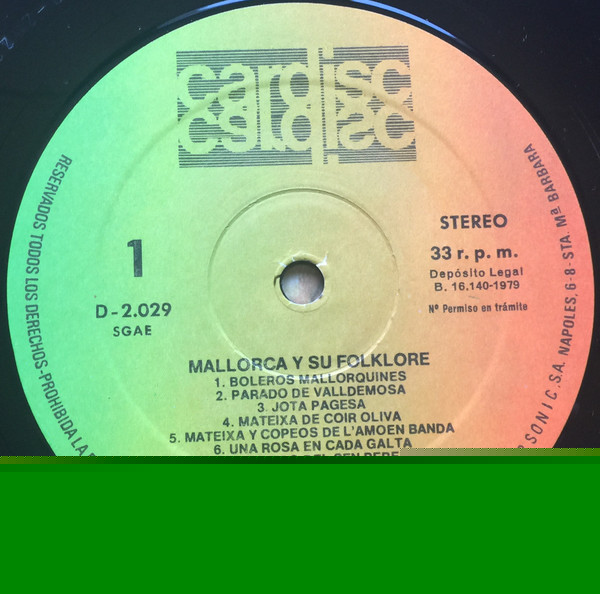 cardisc
1
D-2.029
SGAE
STEREO
33 r. p. m.
Depósito Legal
B. 16.140-1979
Nº Permiso en trámite
MALLORCA Y SU FOLKLORE
1. BOLEROS MALLORQUINES
2. PARADO DE VALLDEMOSA
3. JOTA PAGESA
4. MATEIXA DE COIR OLIVA
5. MATEIXA Y COPEOS DE L'AMOEN BANDA
6. UNA ROSA EN CADA GALTA
RESERVADOS TODOS LOS DERECHOS-PROHIBIDA LA
SONIC, S.A. NAPOLES, 6-8-STA. Mª BARBARA